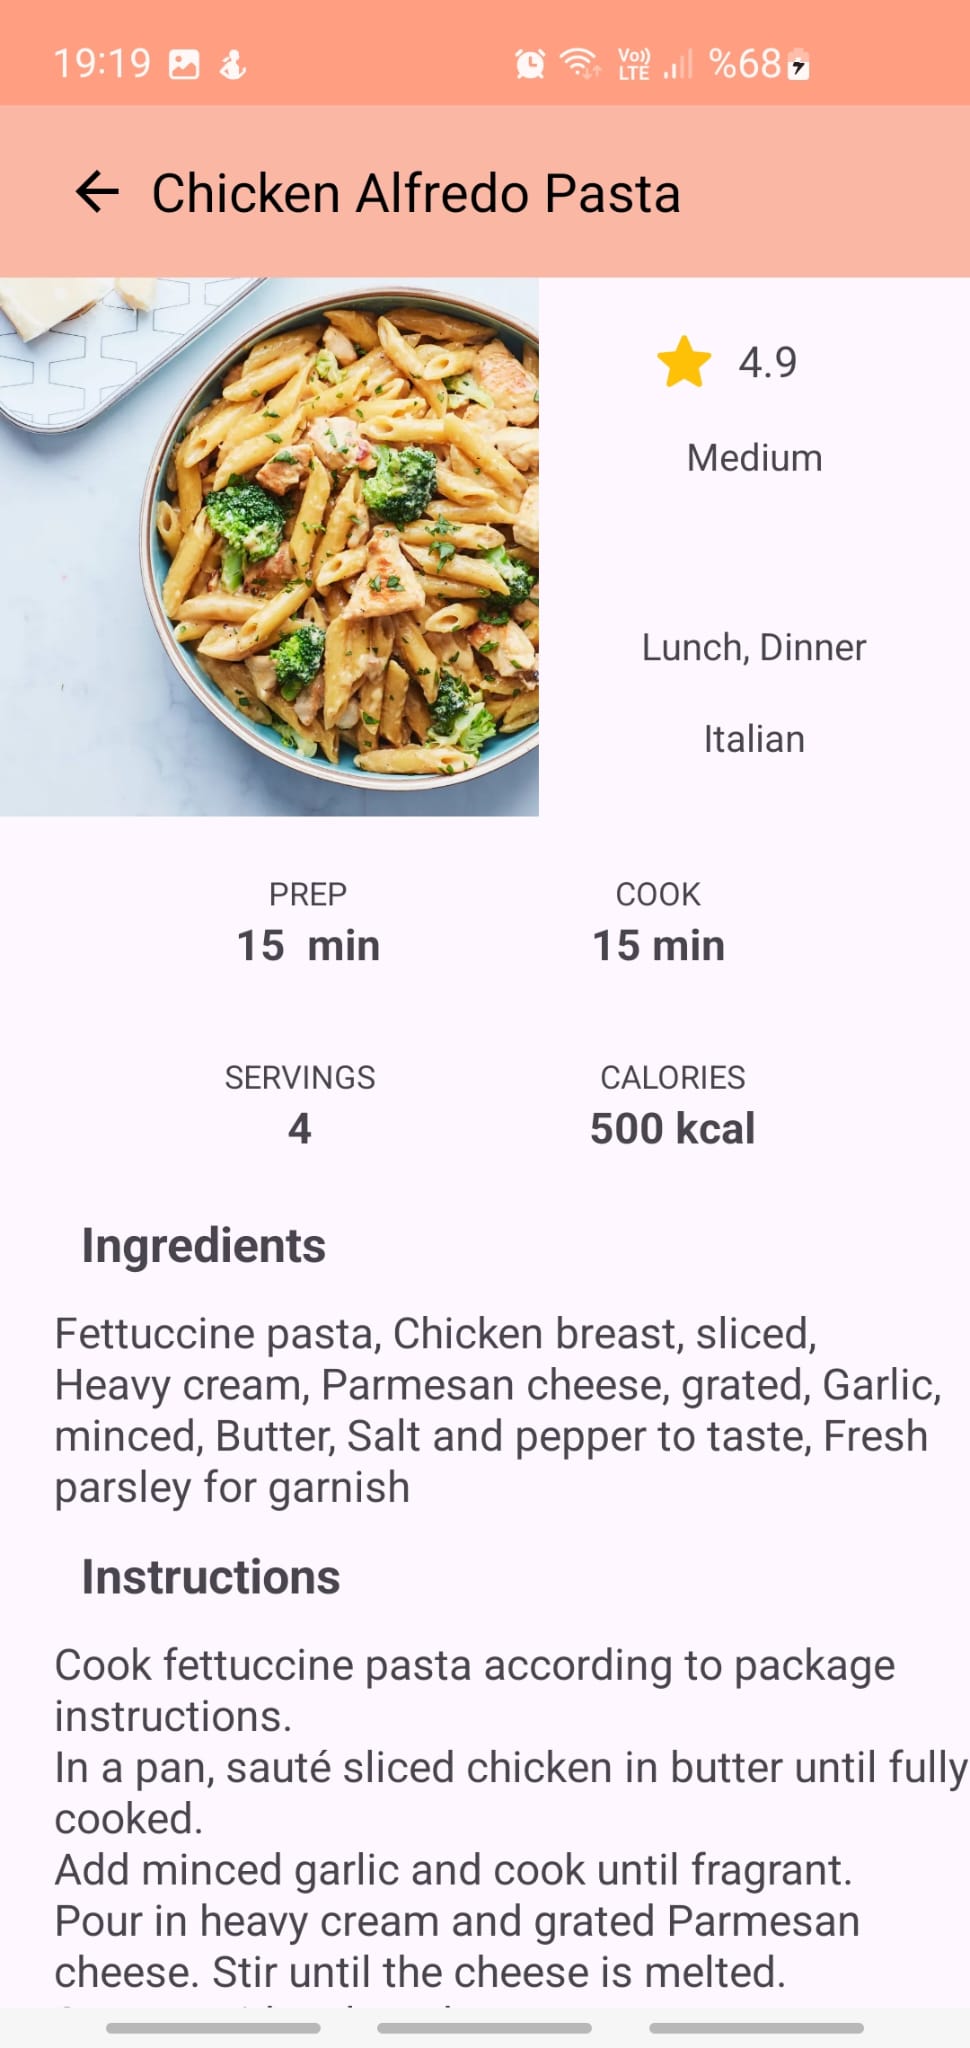 19:19 Vo)) LTE %68
Chicken Alfredo Pasta
4.9
Medium
Lunch, Dinner
Italian
PREP COOK
15 min 15 min
SERVINGS CALORIES
4 500 kcal
Ingredients
Fettuccine pasta, Chicken breast, sliced,
Heavy cream, Parmesan cheese, grated, Garlic,
minced, Butter, Salt and pepper to taste, Fresh
parsley for garnish
Instructions
Cook fettuccine pasta according to package
instructions.
In a pan, sauté sliced chicken in butter until fully
cooked.
Add minced garlic and cook until fragrant.
Pour in heavy cream and grated Parmesan
cheese. Stir until the cheese is melted.